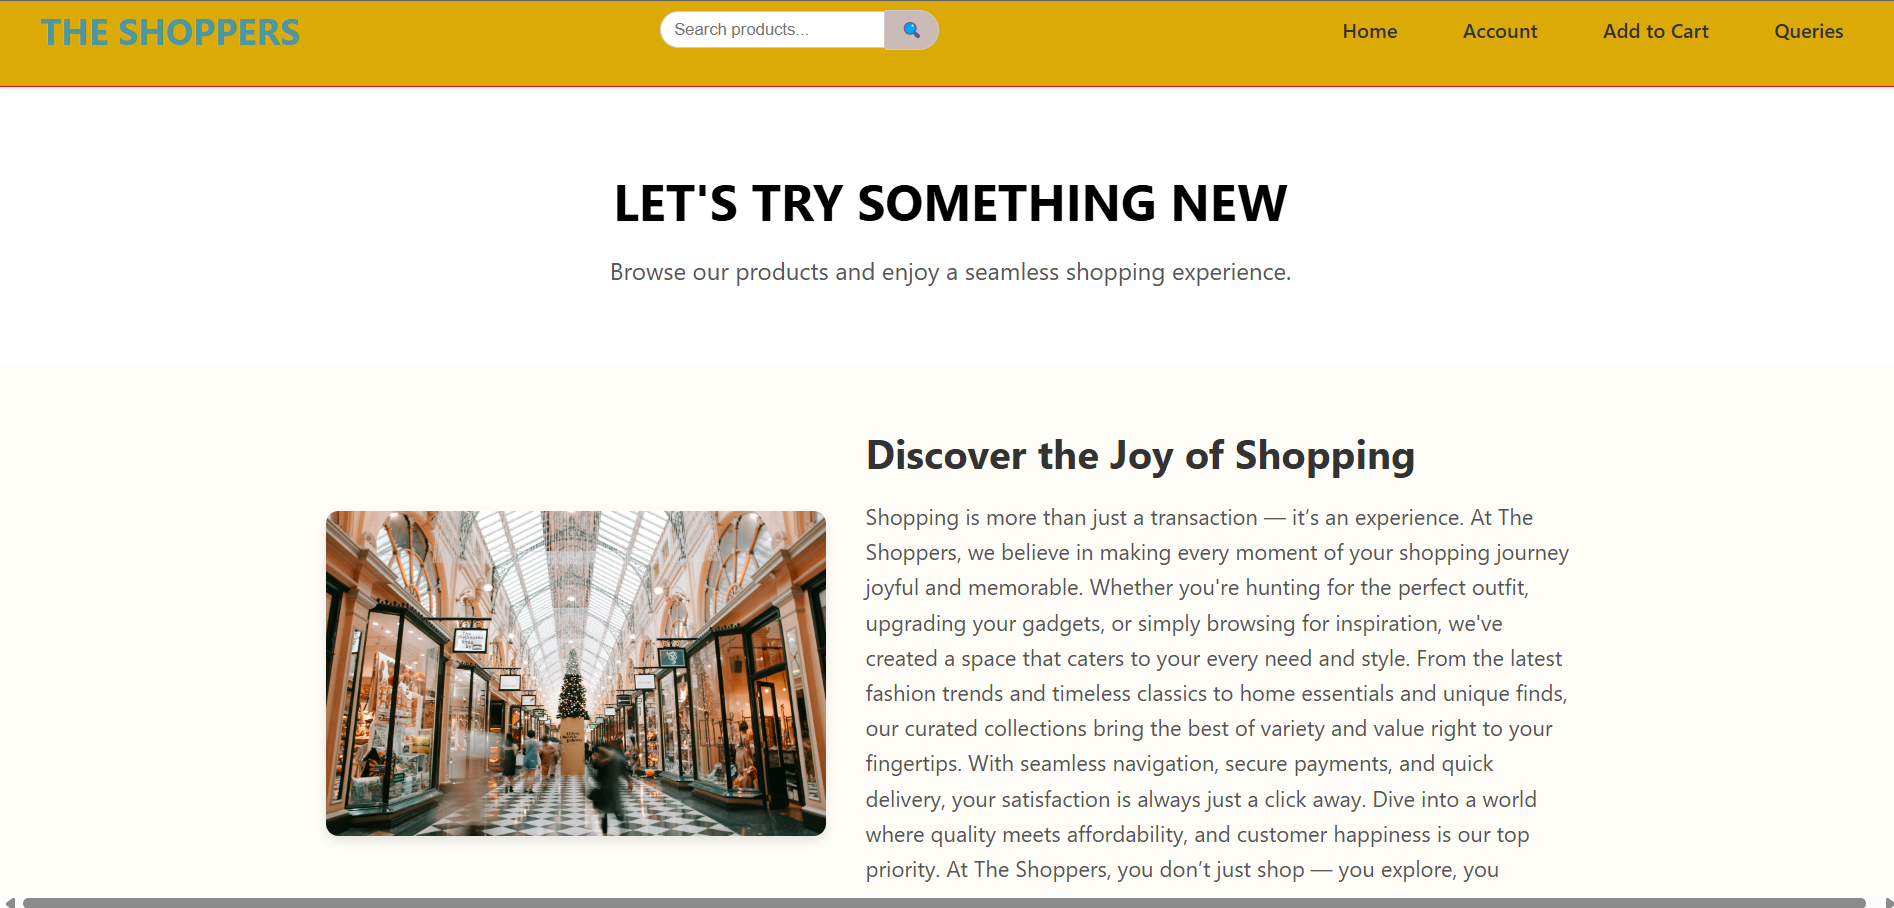 THE SHOPPERS
Search products...
Home
Account
Add to Cart
Queries
LET'S TRY SOMETHING NEW
Browse our products and enjoy a seamless shopping experience.
Discover the Joy of Shopping
Shopping is more than just a transaction — it’s an experience. At The
Shoppers, we believe in making every moment of your shopping journey
joyful and memorable. Whether you're hunting for the perfect outfit,
upgrading your gadgets, or simply browsing for inspiration, we've
created a space that caters to your every need and style. From the latest
fashion trends and timeless classics to home essentials and unique finds,
our curated collections bring the best of variety and value right to your
fingertips. With seamless navigation, secure payments, and quick
delivery, your satisfaction is always just a click away. Dive into a world
where quality meets affordability, and customer happiness is our top
priority. At The Shoppers, you don’t just shop — you explore, you